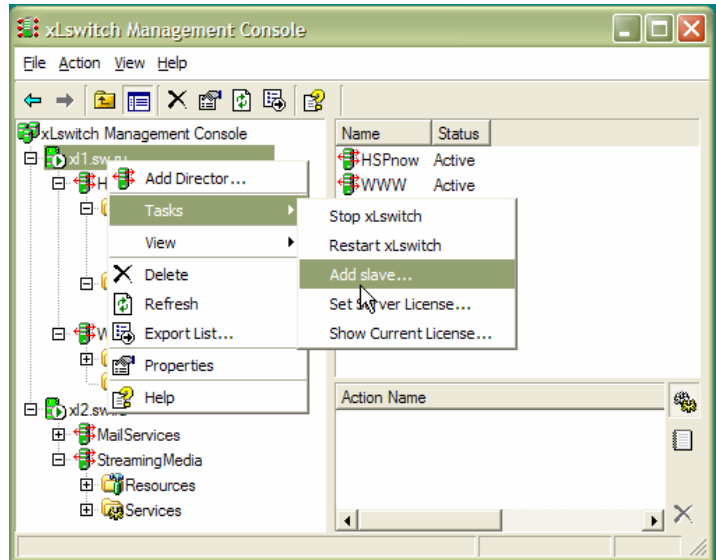 xLswitch Management Console
File Action View Help
xLswitch Management Console
Name Status
xl1.sw.ru
HSPnow Active
WWW Active
H
Add Director...
Tasks
View
Delete
Refresh
Export List...
Properties
Help
Stop xLswitch
Restart xLswitch
Add slave...
Set Server License...
Show Current License...
W
Action Name
xl2.sw.ru
MailServices
StreamingMedia
Resources
Services